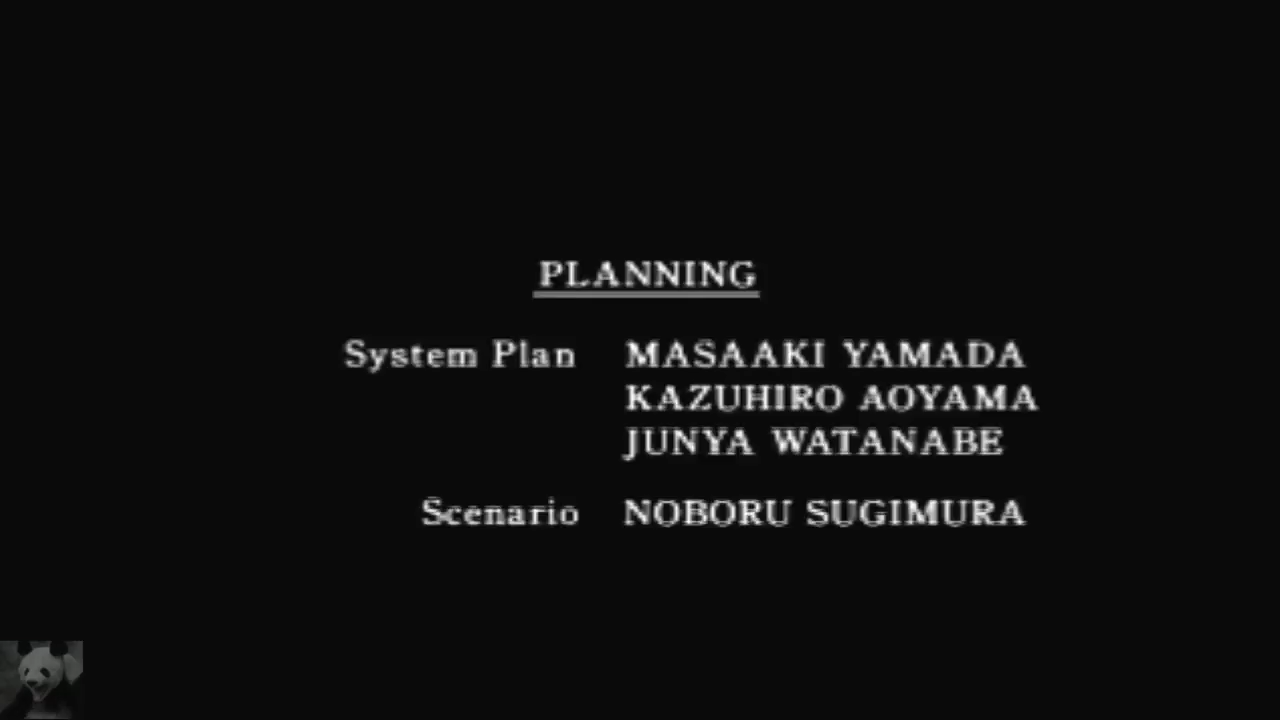 PLANNING
System Plan MASAAKI YAMADA
KAZUHIRO AOYAMA
JUNYA WATANABE
Scenario NOBORU SUGIMURA